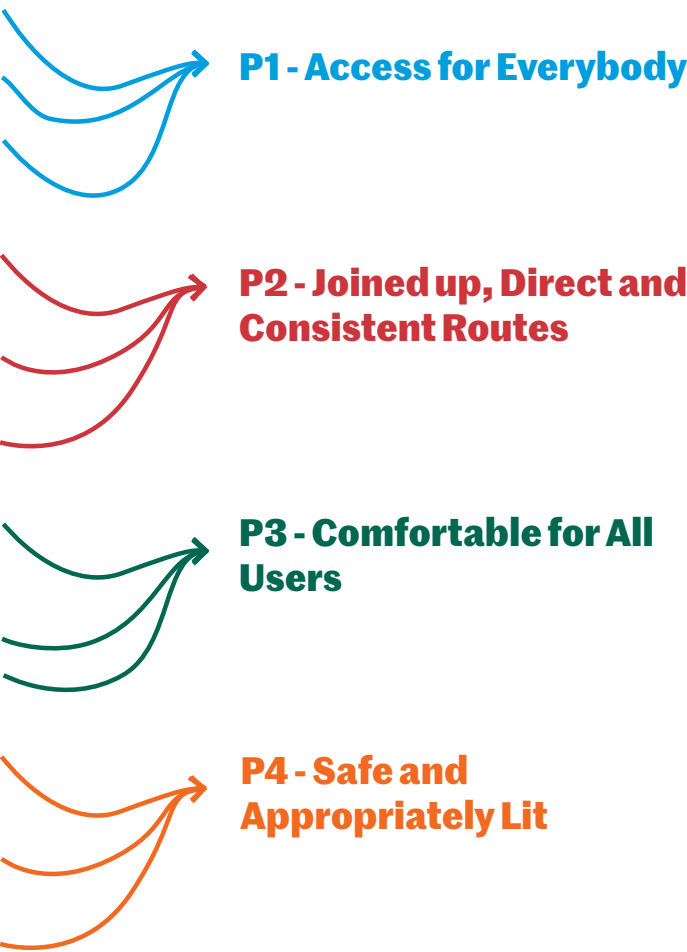 P1 - Access for Everybody
P2 - Joined up, Direct and
Consistent Routes
P3 - Comfortable for All
Users
P4 - Safe and
Appropriately Lit